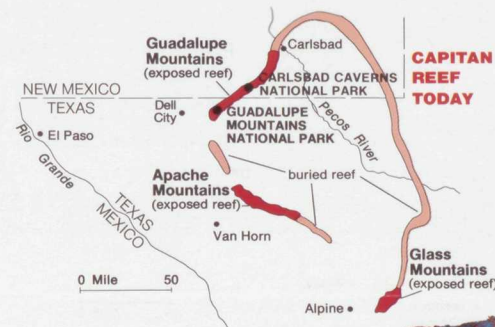 Guadalupe
Mountains
(exposed reef)
Carlsbad
CAPITAN
REEF
TODAY
CARLSBAD CAVERNS
NATIONAL PARK
NEW MEXICO
TEXAS
Dell
City
GUADALUPE
MOUNTAINS
NATIONAL PARK
Pecos River
El Paso
Rio Grande
buried reef
Apache
Mountains
(exposed reef)
TEXAS
MEXICO
Van Horn
Glass
Mountains
(exposed reef)
0 Mile 50
Alpine